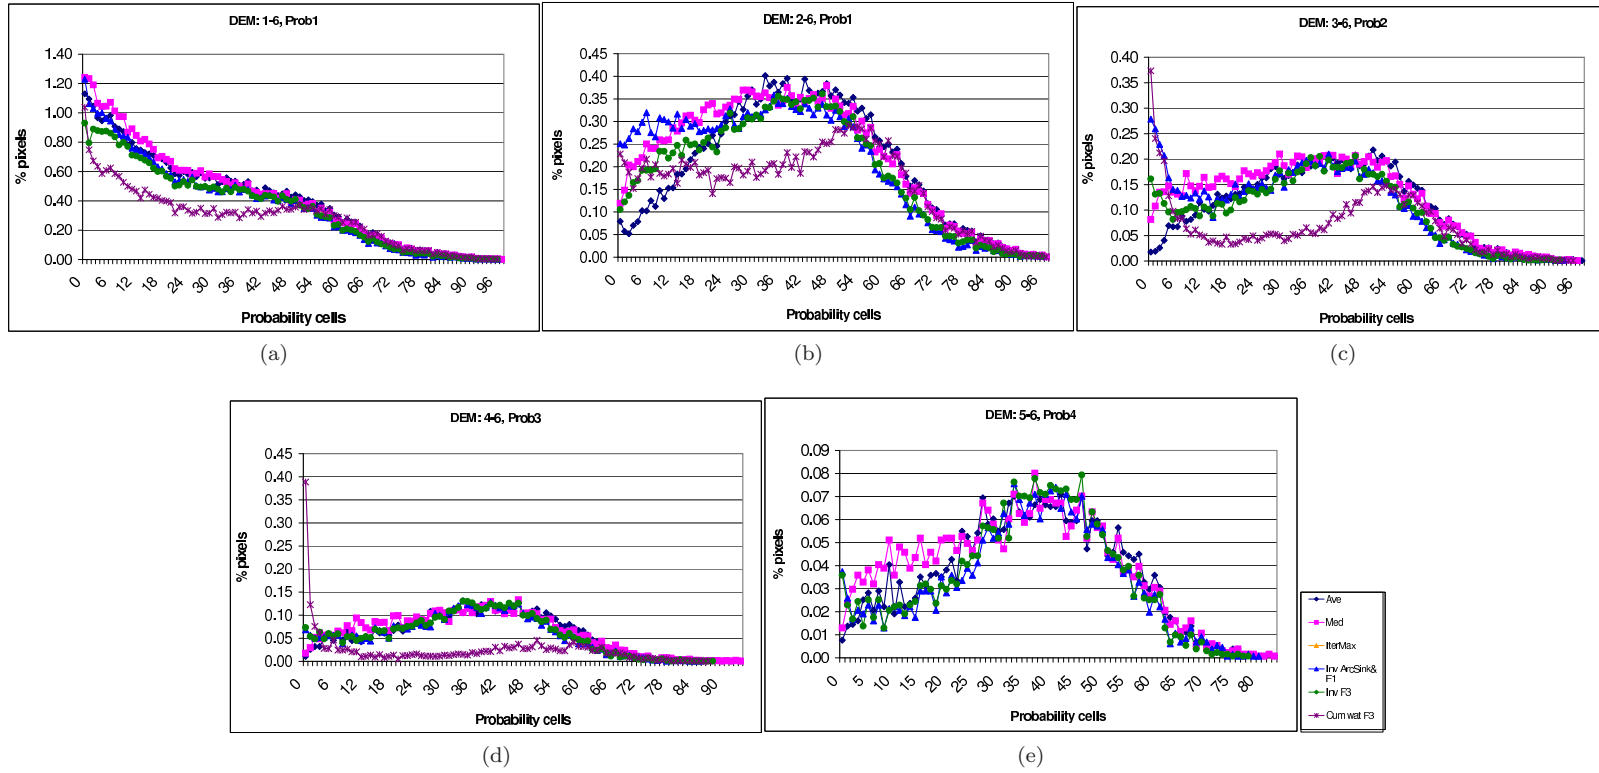 DEM: 1-6, Prob1
% pixels
1.40
1.20
1.00
0.80
0.60
0.40
0.20
0.00
0 6 12 18 24 30 36 42 48 54 60 66 72 78 84 90 96
Probability cells
(a)
DEM: 2-6, Prob1
% pixels
0.45
0.40
0.35
0.30
0.25
0.20
0.15
0.10
0.05
0.00
0 6 12 18 24 30 36 42 48 54 60 66 72 78 84 90 96
Probability cells
(b)
DEM: 3-6, Prob2
% pixels
0.40
0.35
0.30
0.25
0.20
0.15
0.10
0.05
0.00
0 6 12 18 24 30 36 42 48 54 60 66 72 78 84 90 96
Probability cells
(c)
DEM: 4-6, Prob3
% pixels
0.45
0.40
0.35
0.30
0.25
0.20
0.15
0.10
0.05
0.00
0 6 12 18 24 30 36 42 48 54 60 66 72 78 84 90
Probability cells
(d)
DEM: 5-6, Prob4
% pixels
0.09
0.08
0.07
0.06
0.05
0.04
0.03
0.02
0.01
0.00
0 5 10 15 20 25 30 35 40 45 50 55 60 65 70 75 80
Probability cells
(e)
Ave
Med
IterMax
Inv ArcSink&
F1
Inv F3
Cum wat F3